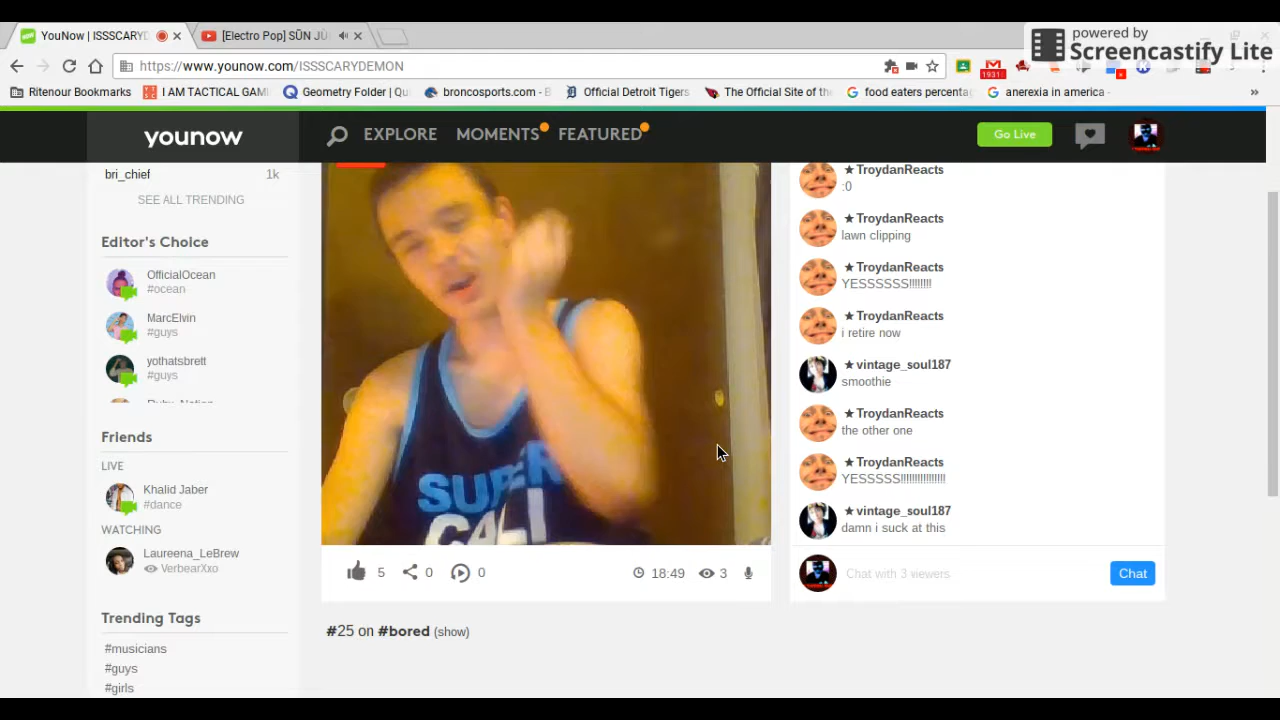 YouNow | ISSSCARYD
[Electro Pop] SŪN JÙ
powered by
Screencastify Lite
https://www.younow.com/ISSSCARYDEMON
1931
Ritenour Bookmarks
I AM TACTICAL GAMI
Geometry Folder | Qu
broncosports.com - B
Official Detroit Tigers
The Official Site of th
food eaters percenta
anerexia in america -
»
younow
EXPLORE
MOMENTS
FEATURED
Go Live
bri_chief 1k
SEE ALL TRENDING
Editor's Choice
OfficialOcean
#ocean
MarcElvin
#guys
yothatsbrett
#guys
Friends
LIVE
Khalid Jaber
#dance
WATCHING
Laureena_LeBrew
VerbearXxo
Trending Tags
#musicians
#guys
#girls
SUPER
CALI
5 0 0 18:49 3
#25 on #bored (show)
★ TroydanReacts
:0
★ TroydanReacts
lawn clipping
★ TroydanReacts
YESSSSSS!!!!!!!!
★ TroydanReacts
i retire now
★ vintage_soul187
smoothie
★ TroydanReacts
the other one
★ TroydanReacts
YESSSSS!!!!!!!!!!!!!!!!
★ vintage_soul187
damn i suck at this
Chat with 3 viewers
Chat